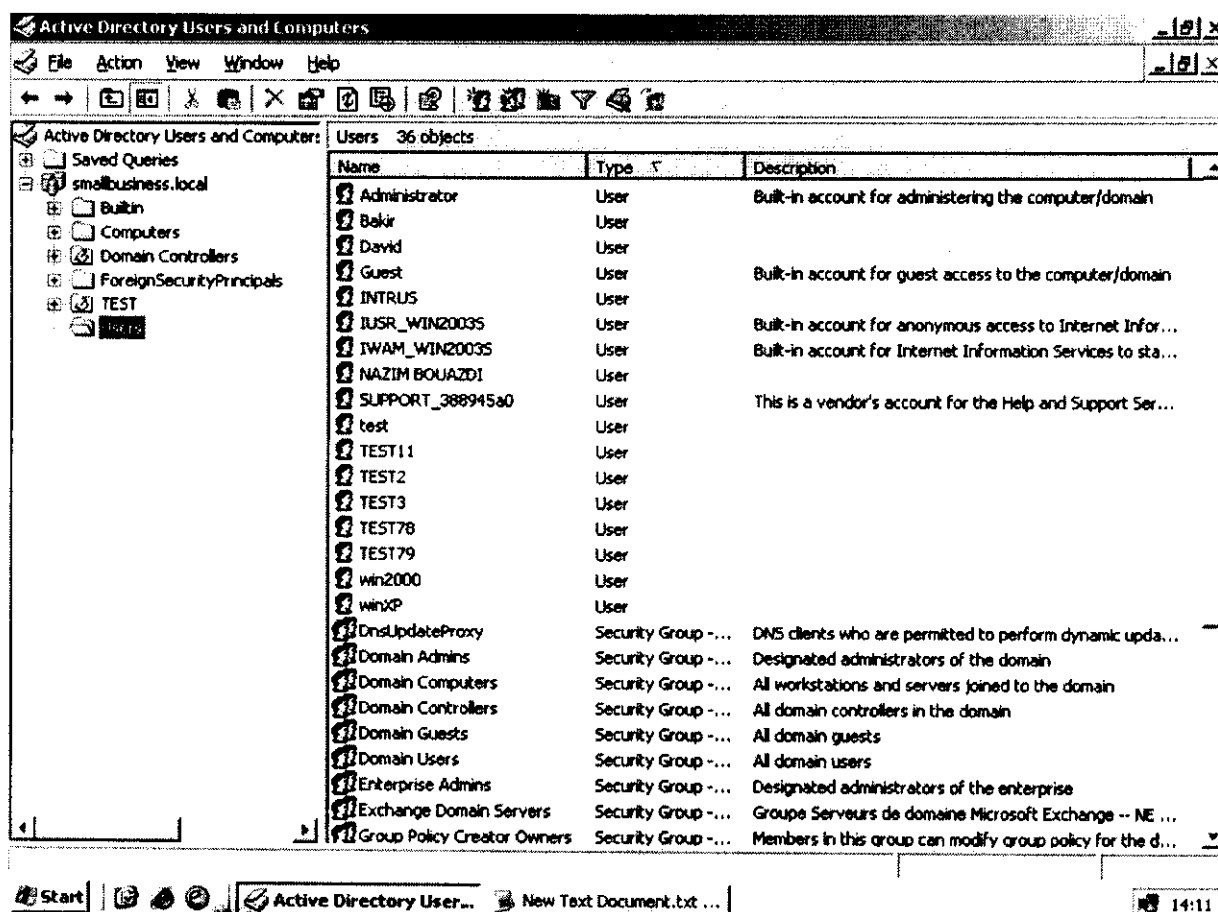 Active Directory Users and Computers
File Action View Window Help
Active Directory Users and Computers
Saved Queries
smallbusiness.local
Builtin
Computers
Domain Controllers
ForeignSecurityPrincipals
TEST
Users
Users 36 objects
Name Type Description
Administrator User Built-in account for administering the computer/domain
Bakir User
David User
Guest User Built-in account for guest access to the computer/domain
INTRUS User
IUSR_WIN2003S User Built-in account for anonymous access to Internet Infor...
IWAM_WIN2003S User Built-in account for Internet Information Services to sta...
NAZIM BOUAZDI User
SUPPORT_388945a0 User This is a vendor's account for the Help and Support Ser...
test User
TEST11 User
TEST2 User
TEST3 User
TEST78 User
TEST79 User
win2000 User
winXP User
DnsUpdateProxy Security Group -... DNS clients who are permitted to perform dynamic upda...
Domain Admins Security Group -... Designated administrators of the domain
Domain Computers Security Group -... All workstations and servers joined to the domain
Domain Controllers Security Group -... All domain controllers in the domain
Domain Guests Security Group -... All domain guests
Domain Users Security Group -... All domain users
Enterprise Admins Security Group -... Designated administrators of the enterprise
Exchange Domain Servers Security Group -... Groupe Serveurs de domaine Microsoft Exchange -- NE ...
Group Policy Creator Owners Security Group -... Members in this group can modify group policy for the d...
Start Active Directory User... New Text Document.txt ... 14:11